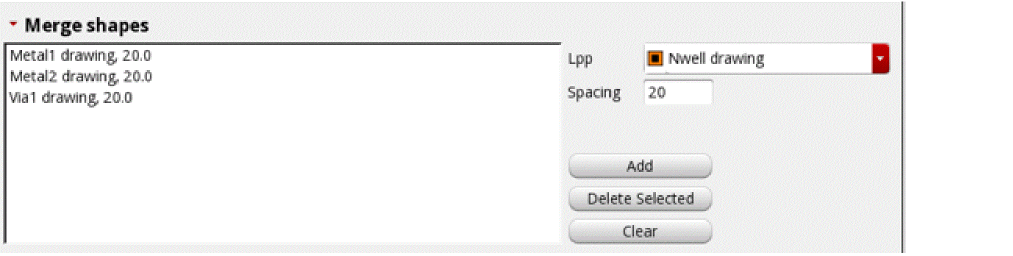 Merge shapes
Metal1 drawing, 20.0
Metal2 drawing, 20.0
Via1 drawing, 20.0
Lpp Nwell drawing
Spacing 20
Add
Delete Selected
Clear